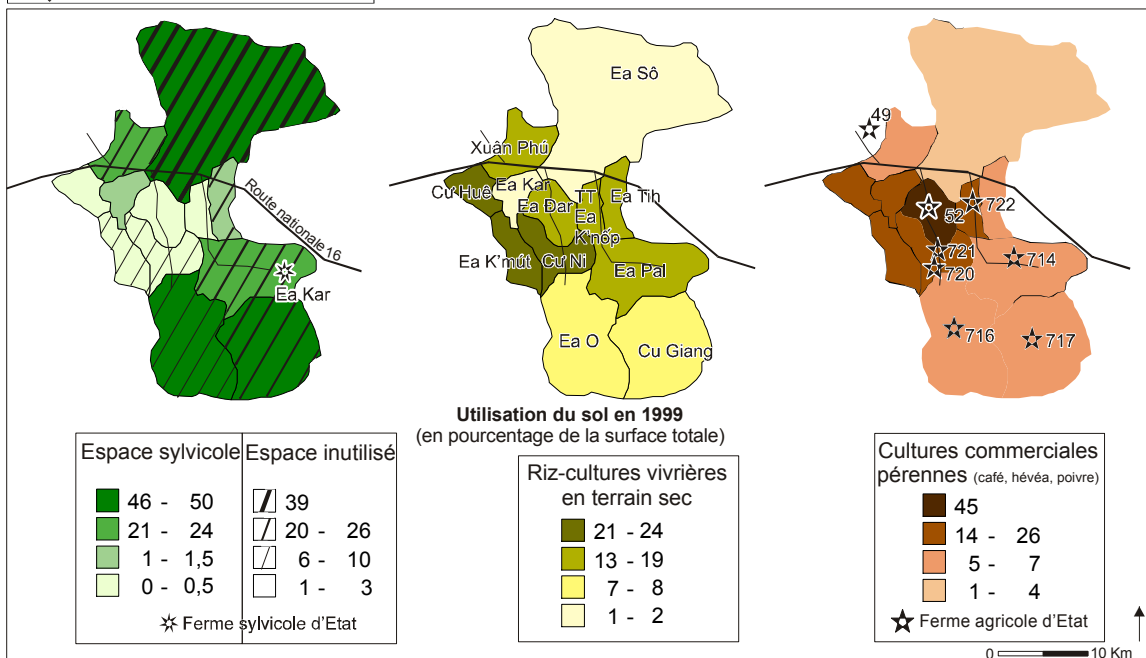 Route nationale 16
Ea Kar
Ea Sô
Xuân Phú
Cư Huê
Ea Kar
Ea Đar
TT
Ea
K'nốp
Ea Tih
Ea K'mút
Cư Ni
Ea Pal
Ea O
Cu Giang
49
52
722
721
720
714
716
717
Utilisation du sol en 1999
(en pourcentage de la surface totale)
Espace sylvicole
46 - 50
21 - 24
1 - 1,5
0 - 0,5
Espace inutilisé
39
20 - 26
6 - 10
1 - 3
Ferme sylvicole d'Etat
Riz-cultures vivrières
en terrain sec
21 - 24
13 - 19
7 - 8
1 - 2
Cultures commerciales
pérennes (café, hévéa, poivre)
45
14 - 26
5 - 7
1 - 4
Ferme agricole d'Etat
0 10 Km